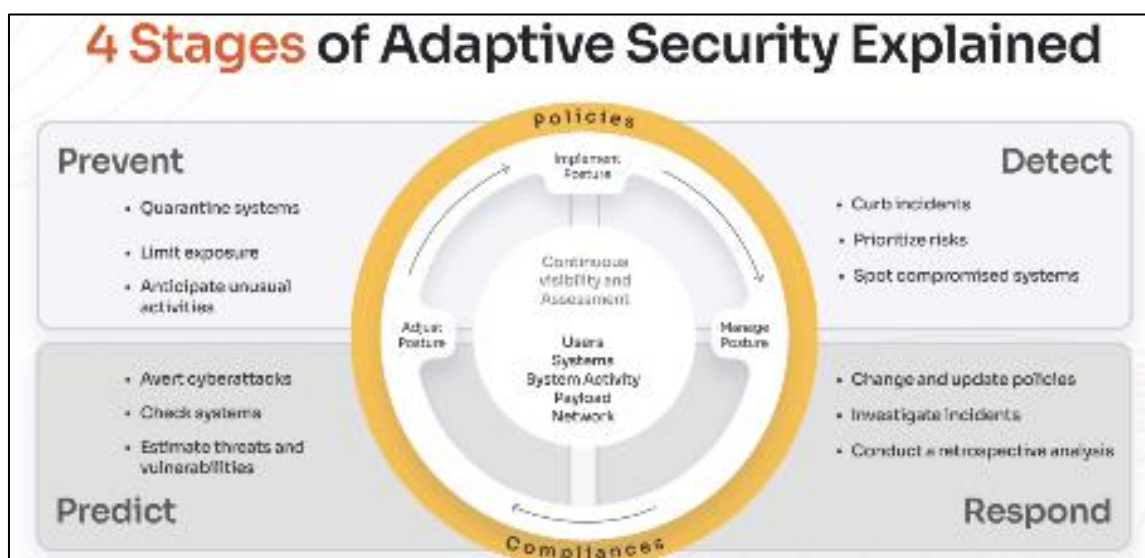 4 Stages of Adaptive Security Explained
Policies
Prevent
• Quarantine systems
• Limit exposure
• Anticipate unusual
activities
Implement
Posture
Detect
• Curb incidents
• Prioritize risks
• Spot compromised systems
Continuous
visibility and
Assessment
Adjust
Posture
Manage
Posture
Users
Systems
System Activity
Payload
Network
• Avert cyberattacks
• Check systems
• Estimate threats and
vulnerabilities
Predict
• Change and update policies
• Investigate incidents
• Conduct a retrospective analysis
Respond
Compliances